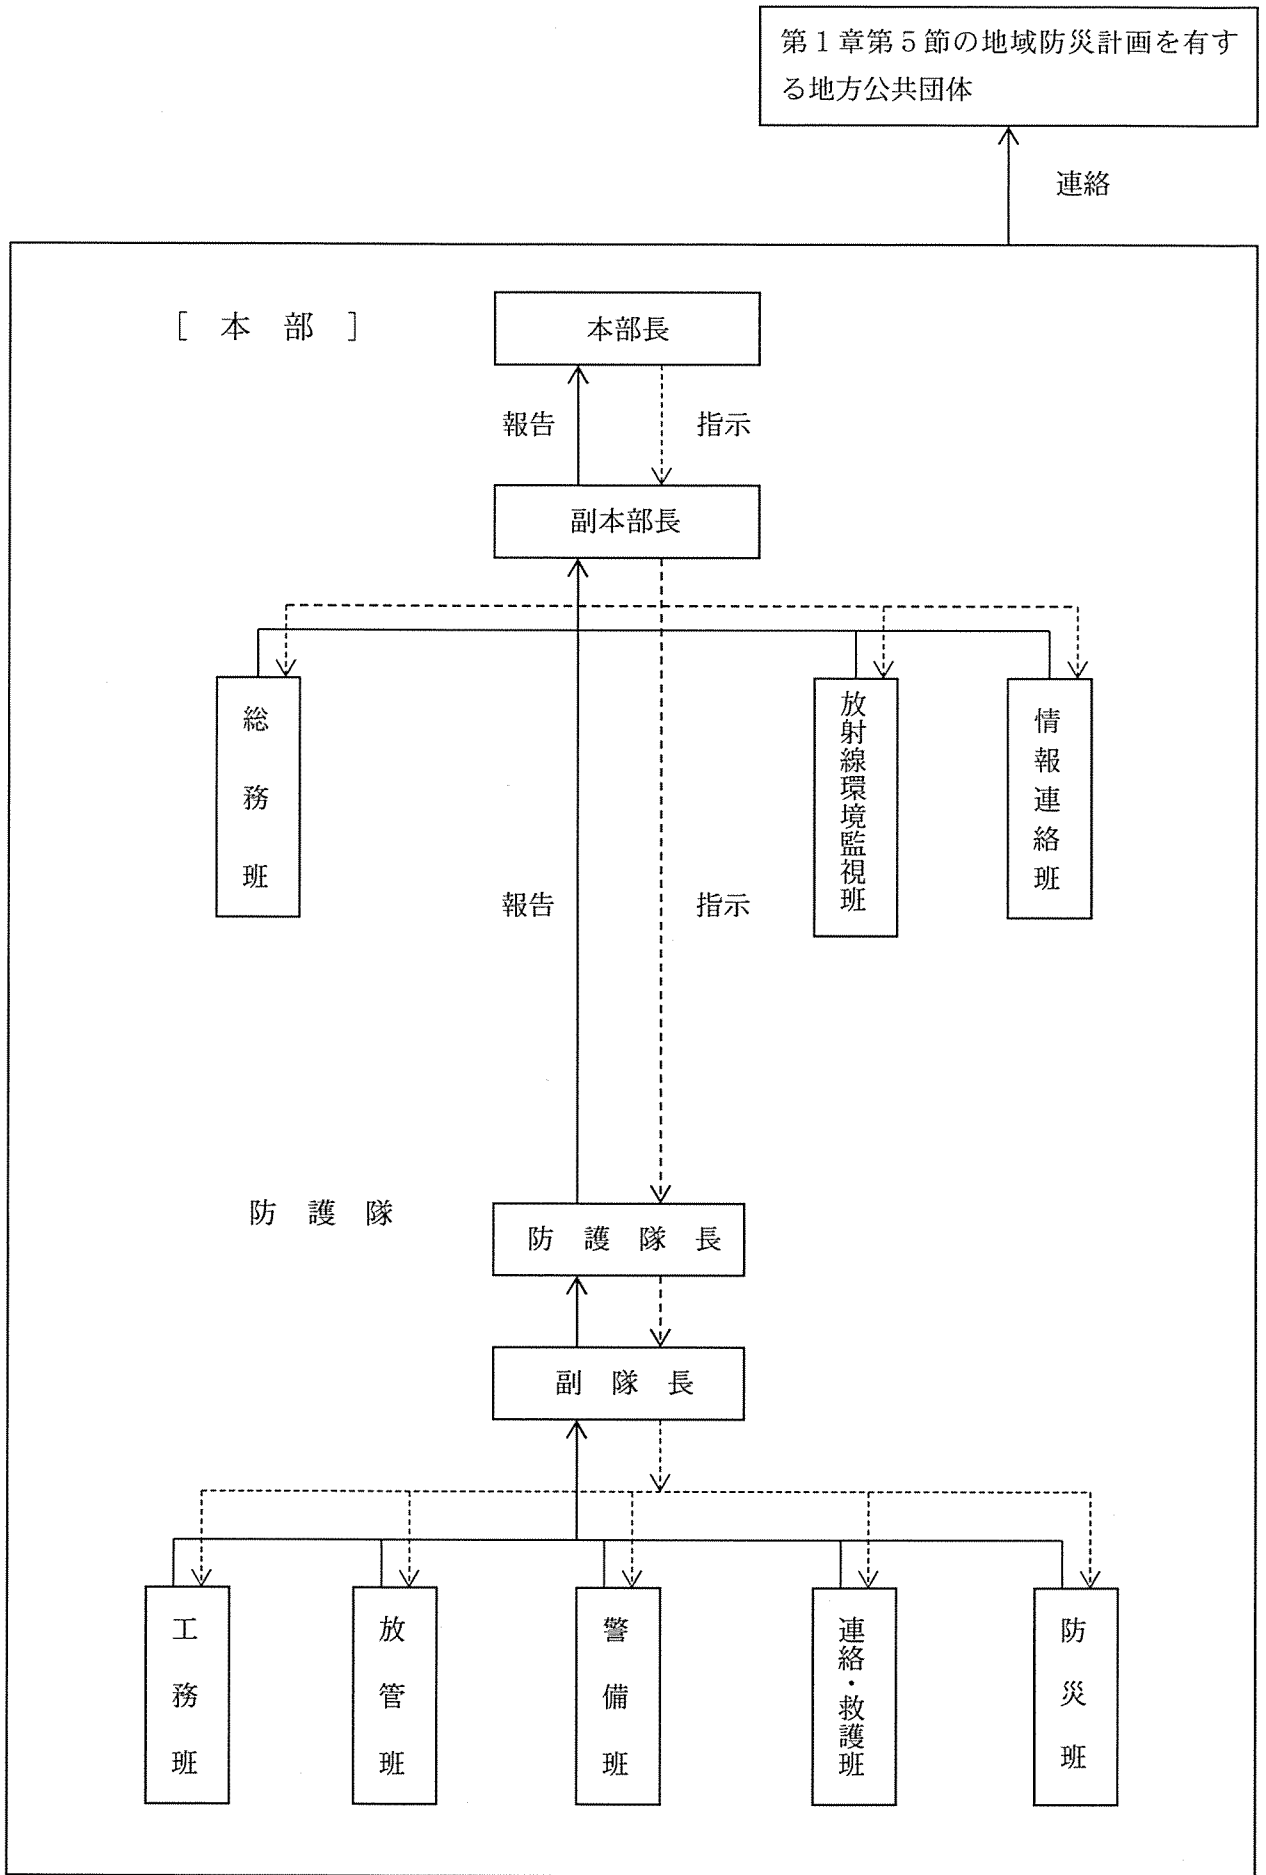 第１章第５節の地域防災計画を有す
る地方公共団体
連絡
［　本　部　］
本部長
報告
指示
副本部長
総務班
放射線環境監視班
情報連絡班
報告
指示
防　護　隊
防　護　隊　長
副　隊　長
工務班
放管班
警備班
連絡・救護班
防災班